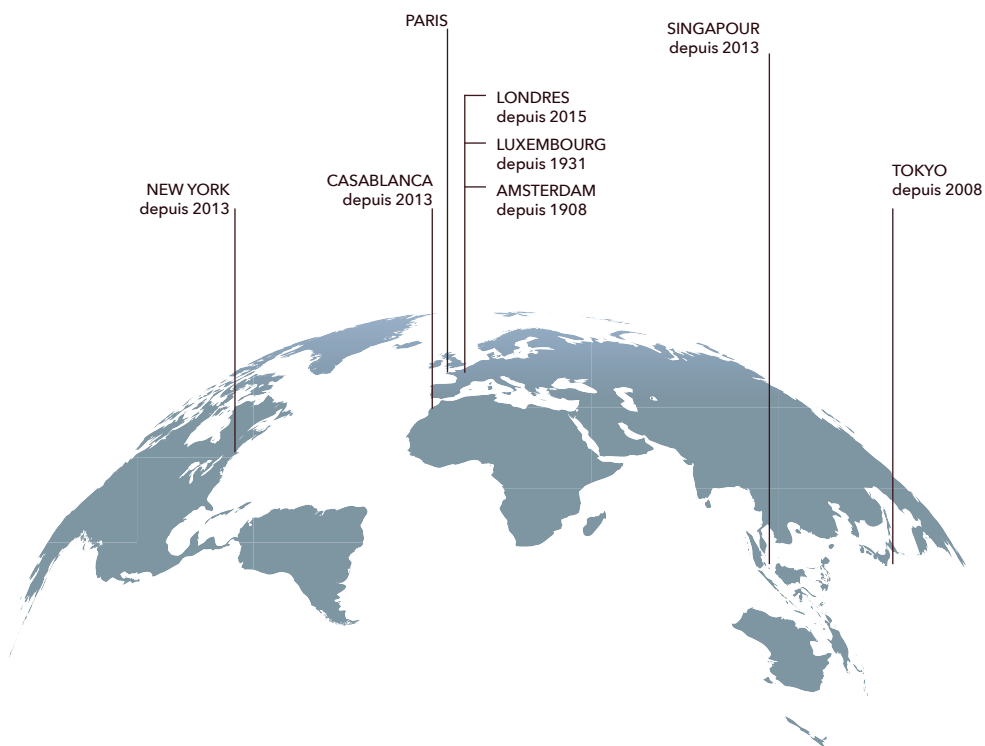 PARIS
SINGAPOUR
depuis 2013
LONDRES
depuis 2015
LUXEMBOURG
depuis 1931
AMSTERDAM
depuis 1908
CASABLANCA
depuis 2013
NEW YORK
depuis 2013
TOKYO
depuis 2008